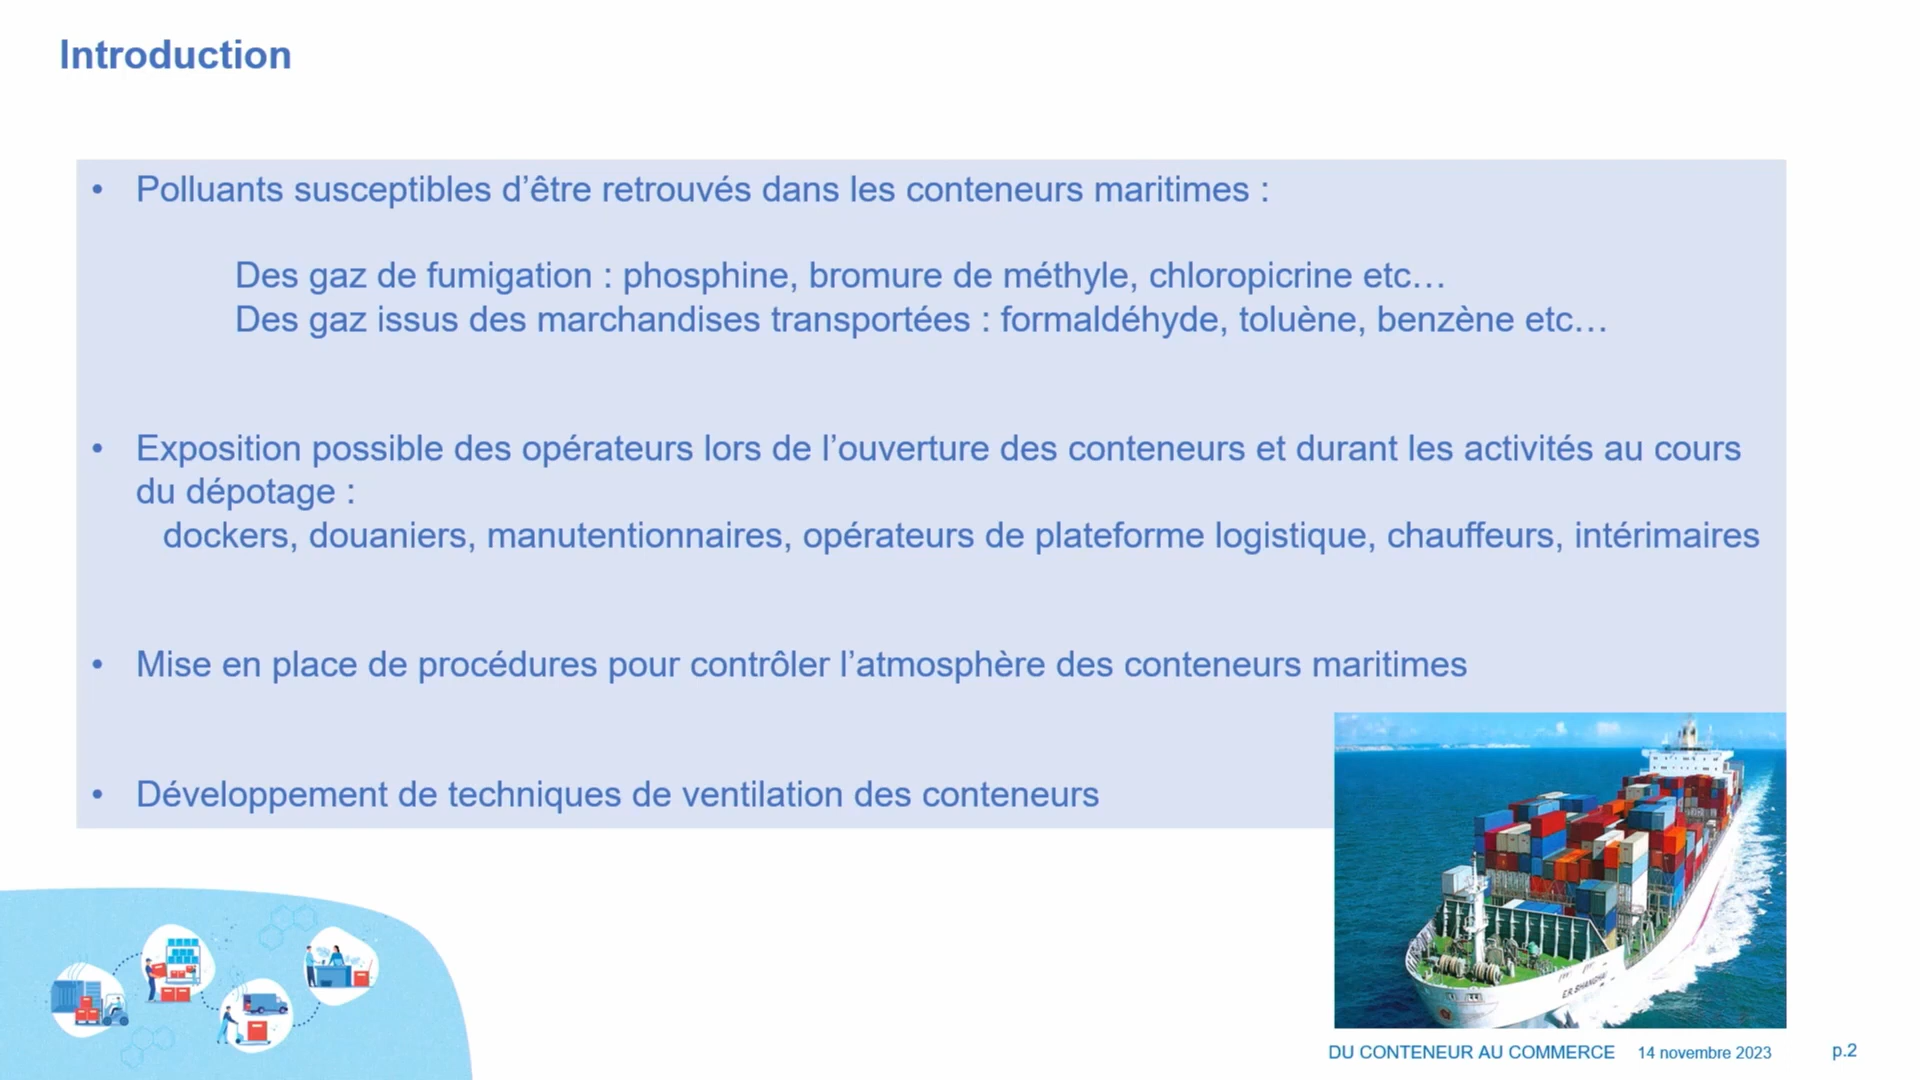 Introduction
• Polluants susceptibles d’être retrouvés dans les conteneurs maritimes :
Des gaz de fumigation : phosphine, bromure de méthyle, chloropicrine etc…
Des gaz issus des marchandises transportées : formaldéhyde, toluène, benzène etc…
• Exposition possible des opérateurs lors de l’ouverture des conteneurs et durant les activités au cours
du dépotage :
dockers, douaniers, manutentionnaires, opérateurs de plateforme logistique, chauffeurs, intérimaires
• Mise en place de procédures pour contrôler l’atmosphère des conteneurs maritimes
• Développement de techniques de ventilation des conteneurs
E.R. SHANGHAI
DU CONTENEUR AU COMMERCE 14 novembre 2023 p.2